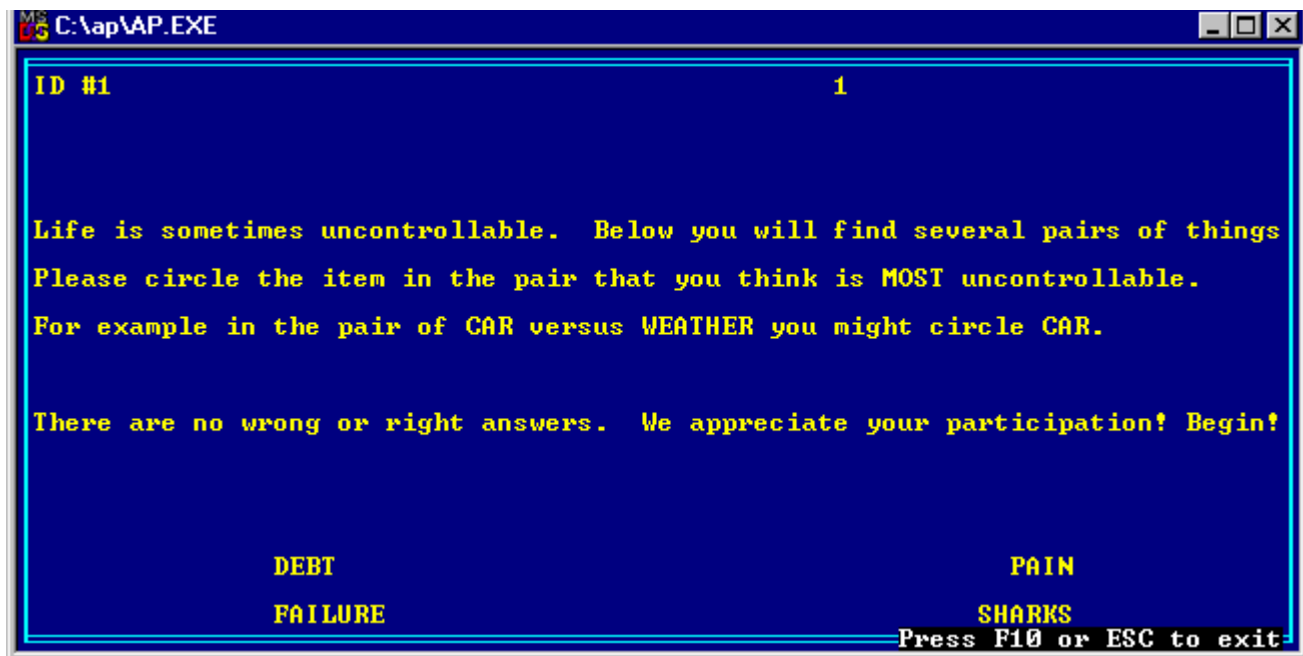 C:\ap\AP.EXE
ID #1 1
Life is sometimes uncontrollable. Below you will find several pairs of things
Please circle the item in the pair that you think is MOST uncontrollable.
For example in the pair of CAR versus WEATHER you might circle CAR.
There are no wrong or right answers. We appreciate your participation! Begin!
DEBT PAIN
FAILURE SHARKS
Press F10 or ESC to exit